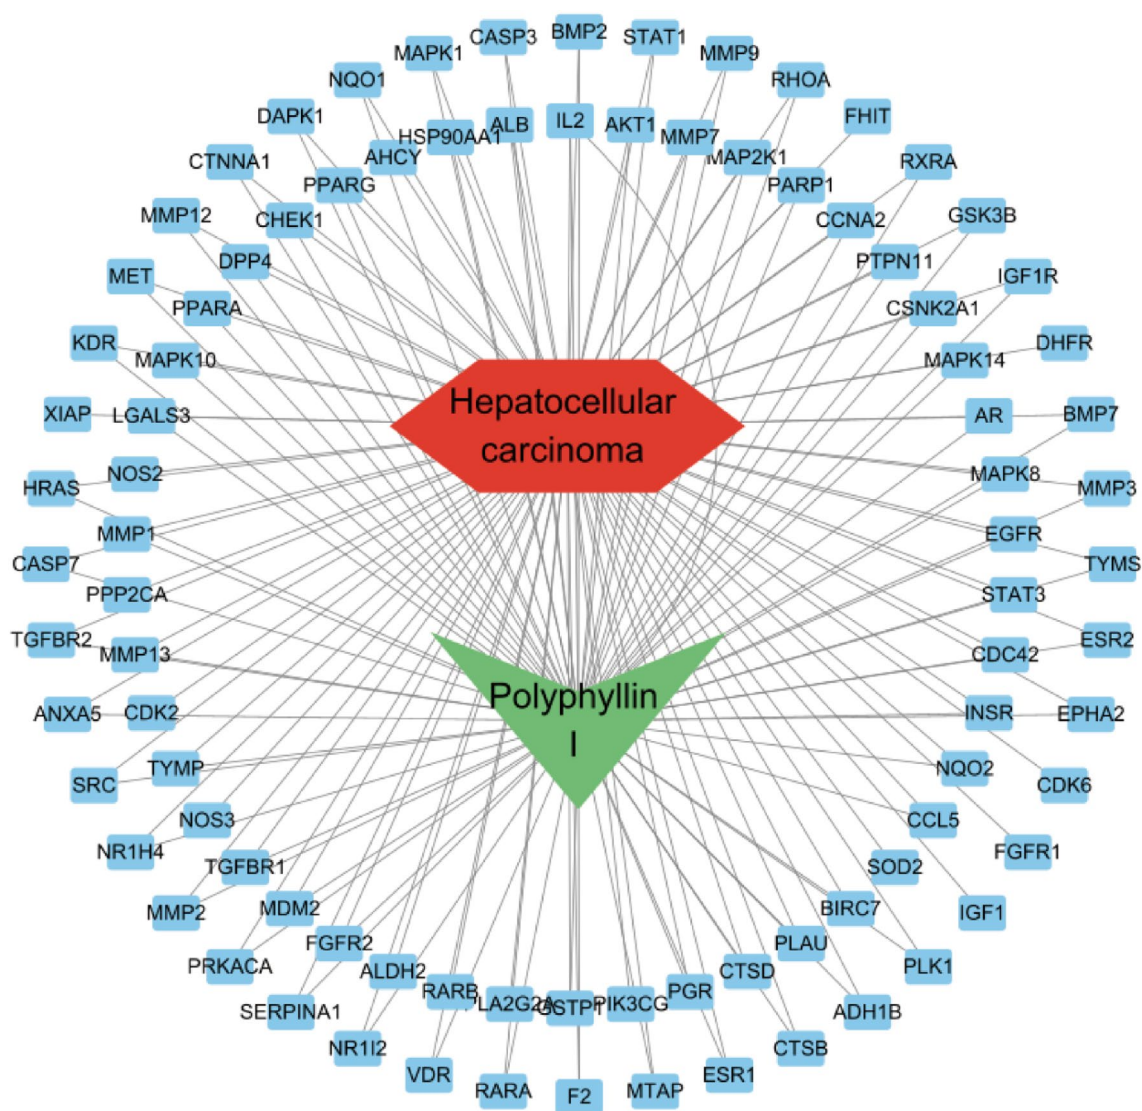 BMP2
CASP3
STAT1
MAPK1
MMP9
NQO1
RHOA
DAPK1
ALB
IL2
AKT1
FHIT
HSP90AA1
MMP7
CTNNA1
AHCY
MAP2K1
RXRA
PPARG
PARP1
MMP12
CHEK1
CCNA2
GSK3B
DPP4
PTPN11
MET
IGF1R
PPARA
CSNK2A1
KDR
DHFR
MAPK10
MAPK14
Hepatocellular
carcinoma
XIAP
LGALS3
AR
BMP7
NOS2
MAPK8
HRAS
MMP3
MMP1
EGFR
CASP7
TYMS
PPP2CA
STAT3
TGFBR2
ESR2
MMP13
CDC42
Polyphyllin
I
ANXA5
CDK2
INSR
EPHA2
TYMP
NQO2
SRC
CDK6
NOS3
CCL5
NR1H4
FGFR1
TGFBR1
SOD2
MMP2
MDM2
BIRC7
IGF1
FGFR2
PLAU
PRKACA
ALDH2
CTSD
PLK1
RARB
PLA2G2A
GSTP1
PIK3CG
PGR
SERPINA1
ADH1B
NR1I2
CTSB
VDR
ESR1
RARA
F2
MTAP